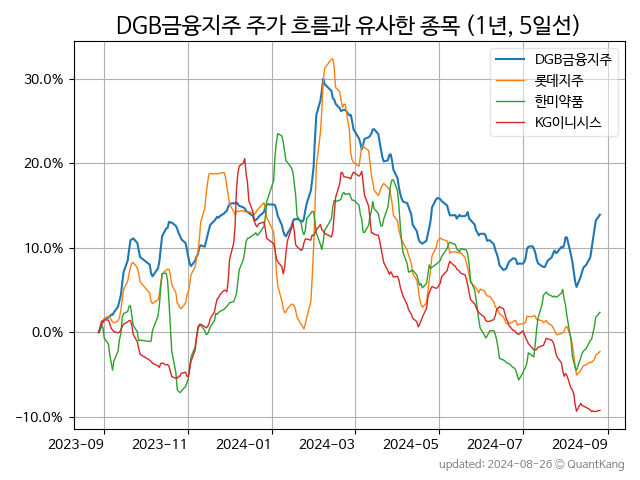 DGB금융지주 주가 흐름과 유사한 종목 (1년, 5일선)
DGB금융지주
롯데지주
한미약품
KG이니시스
30.0%
20.0%
10.0%
0.0%
−10.0%
2023-09 2023-11 2024-01 2024-03 2024-05 2024-07 2024-09
updated: 2024-08-26 © QuantKang